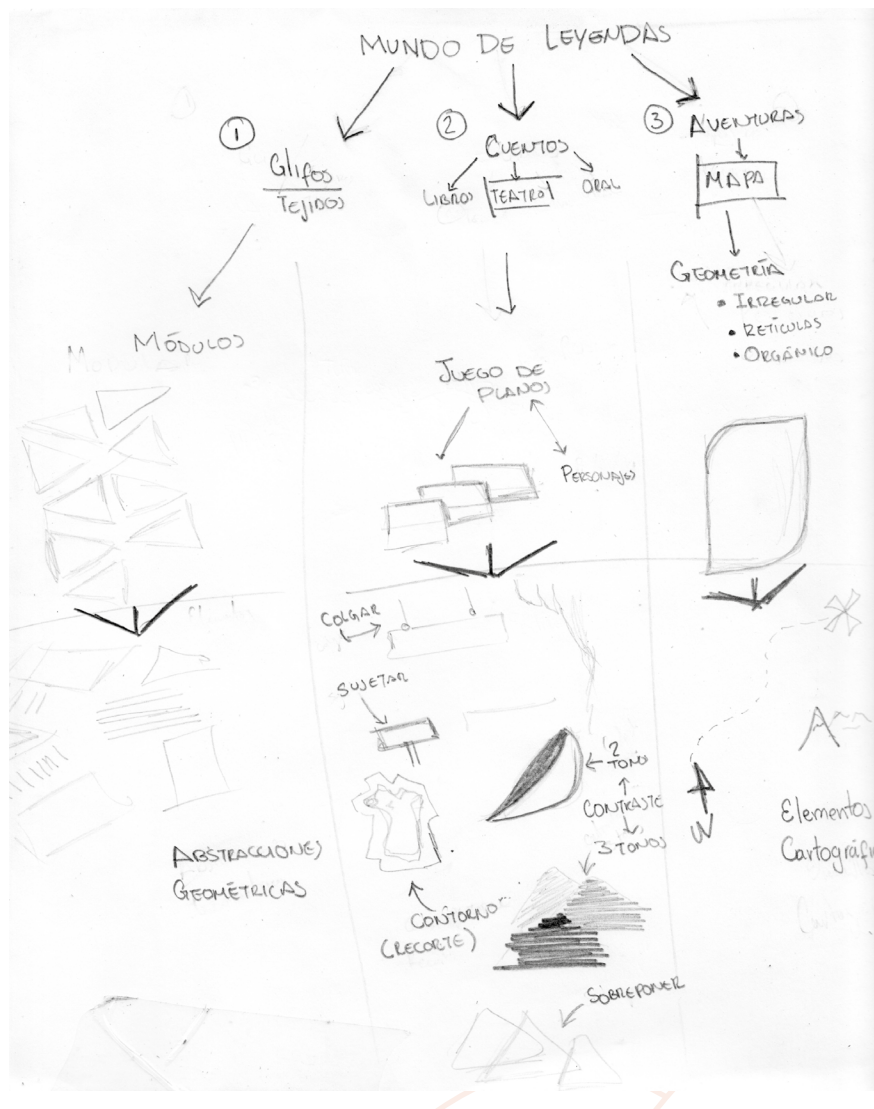 MUNDO DE LEYENDAS
1
Glifos
TEJIDOS
MÓDULOS
ABSTRACCIONES
GEOMÉTRICAS
2
CUENTOS
LIBROS TEATRO ORAL
JUEGO DE
PLANOS
PERSONAJES
COLGAR
SUJETAR
2
TONOS
CONTRASTE
3 TONOS
CONTORNO
(RECORTE)
SOBREPONER
3
AVENTURAS
MAPA
GEOMETRÍA
• IRREGULAR
• RETÍCULAS
• ORGÁNICO
N
Elementos
Cartográfi